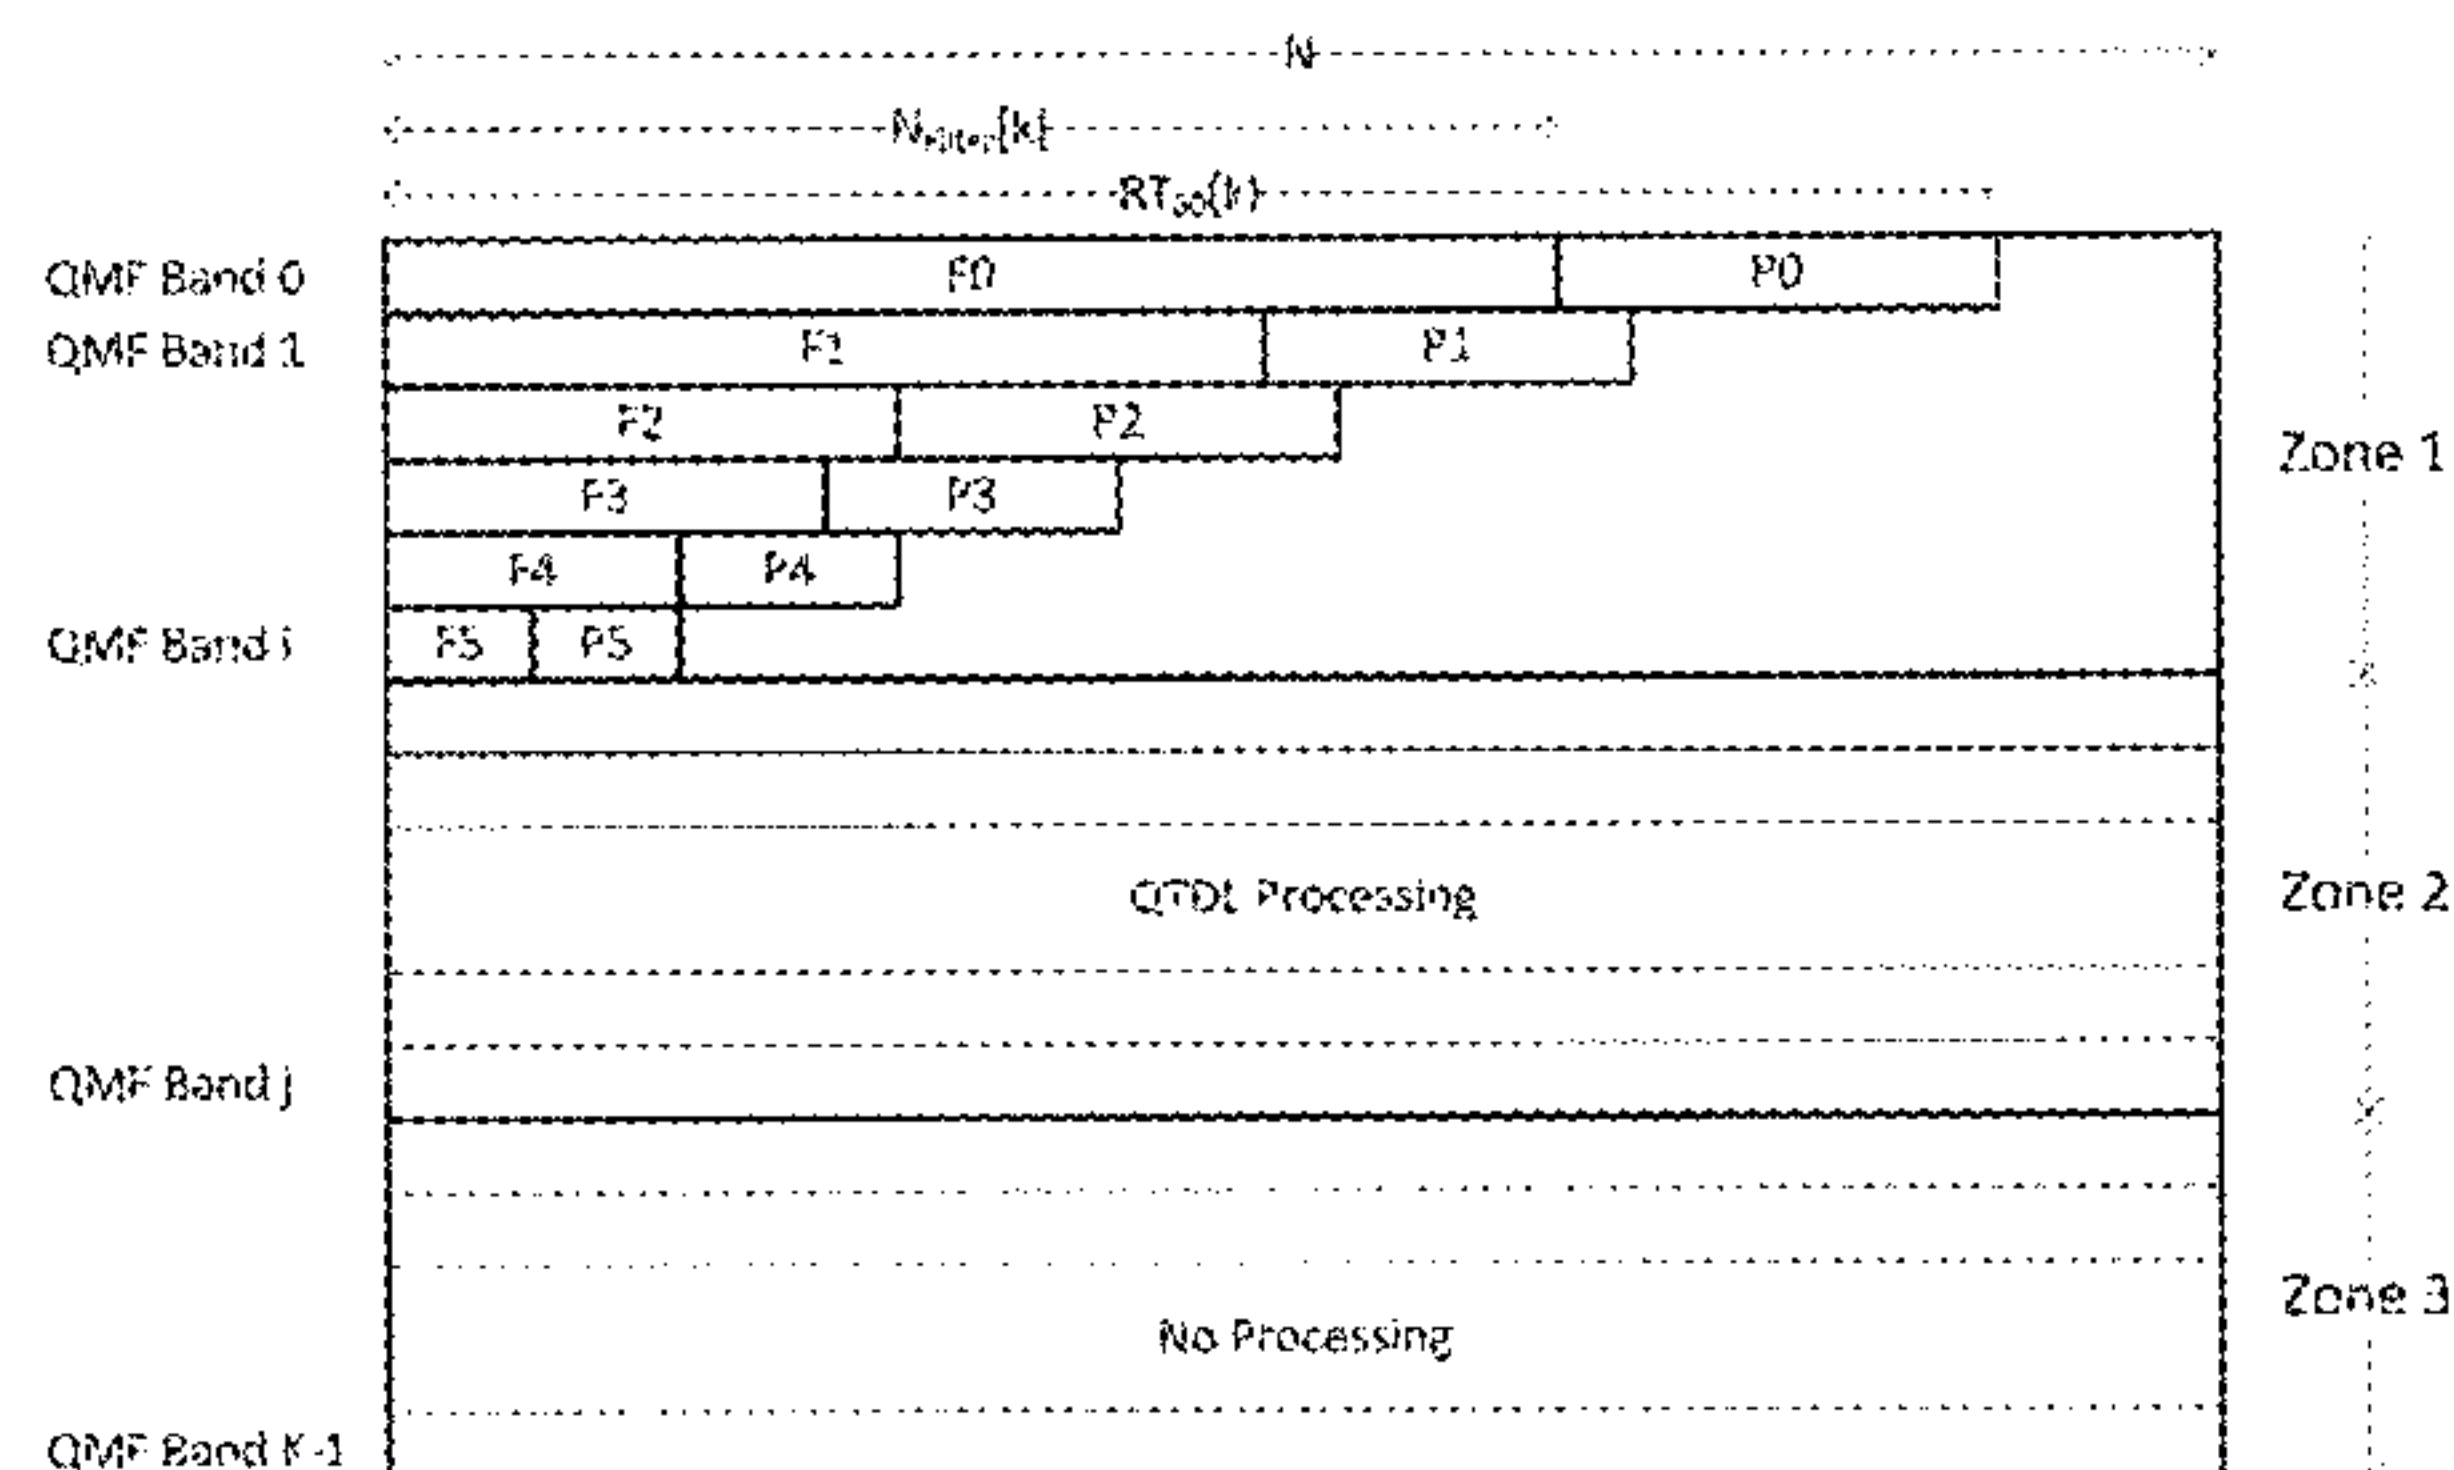 N
N_Filter[k]
RT_60(k)
QMF Band 0 F0 P0
QMF Band 1 F1 P1
F2 P2
F3 P3
Zone 1
F4 P4
QMF Band i F5 P5
QTDL Processing
Zone 2
QMF Band j
Zone 3
No Processing
QMF Band K-1